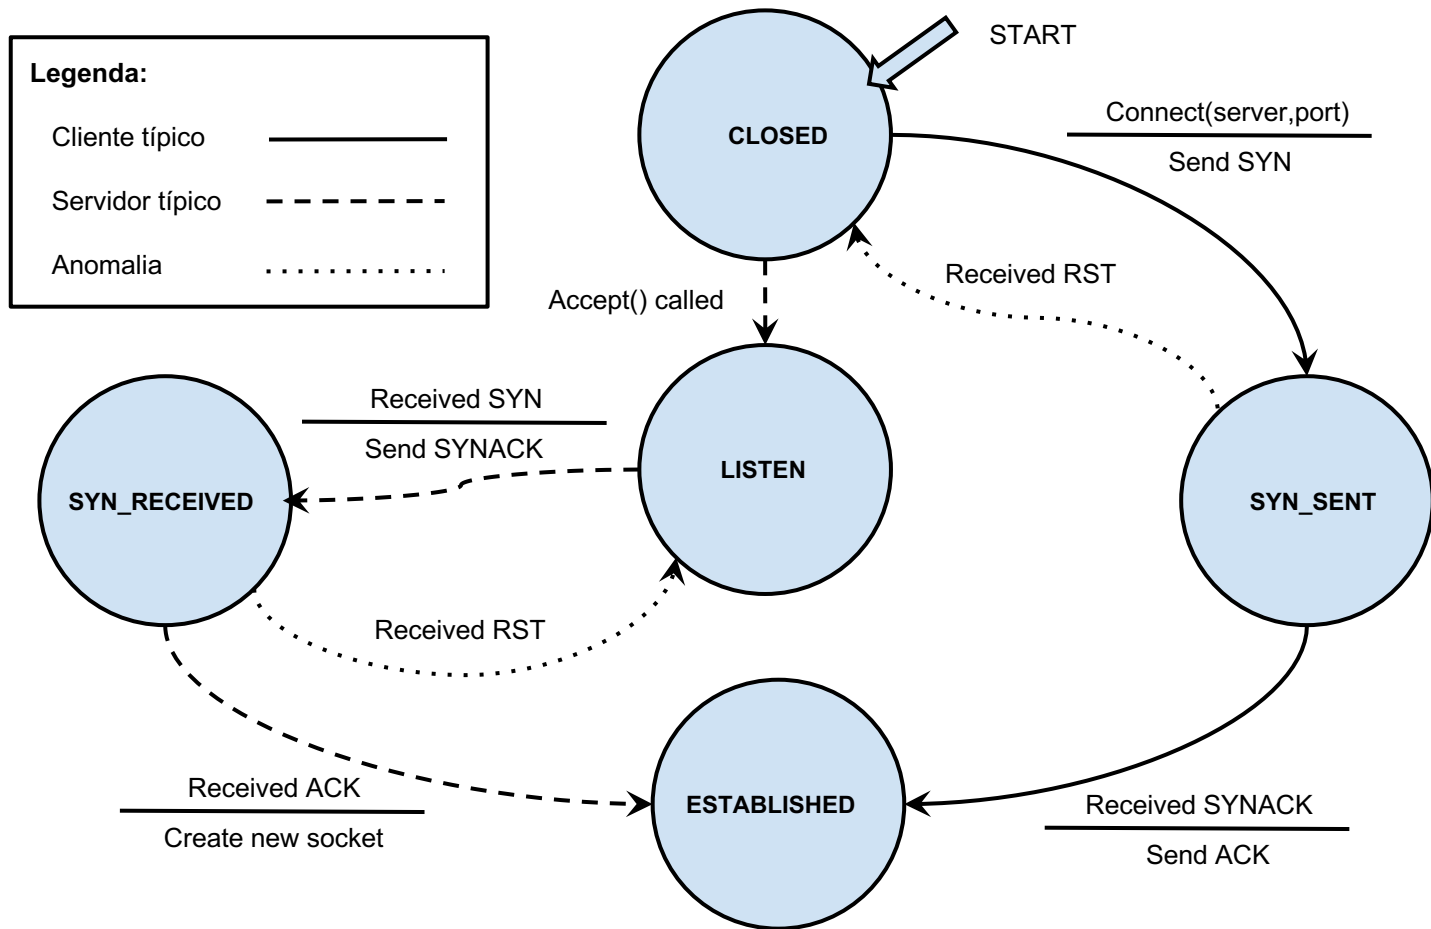 START
Legenda:
Cliente típico
Servidor típico
Anomalia
CLOSED
Connect(server,port)
Send SYN
Received RST
Accept() called
Received SYN
Send SYNACK
LISTEN
SYN_RECEIVED
SYN_SENT
Received RST
Received ACK
Create new socket
ESTABLISHED
Received SYNACK
Send ACK